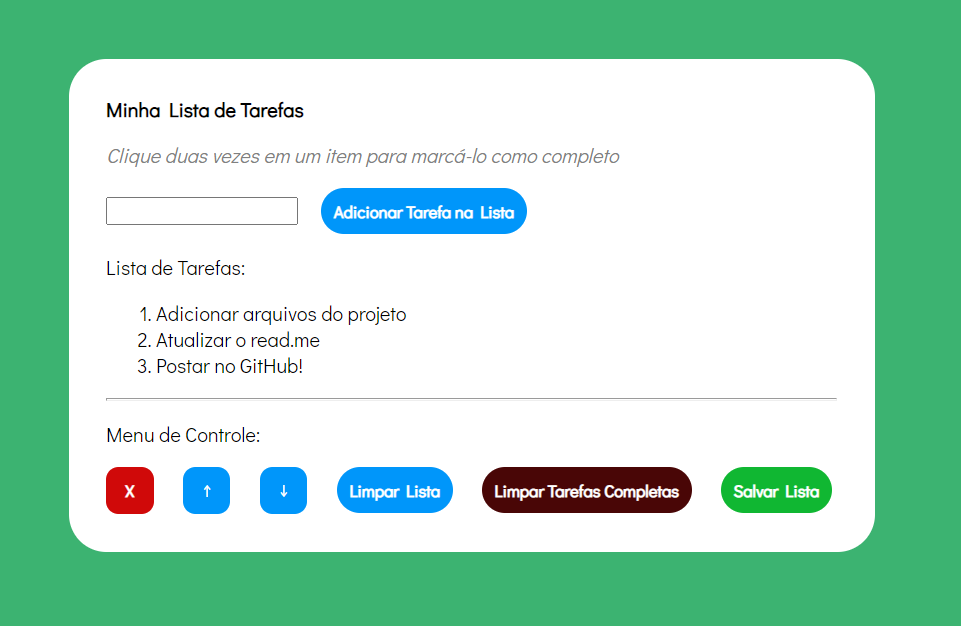 Minha Lista de Tarefas
Clique duas vezes em um item para marcá-lo como completo
Adicionar Tarefa na Lista
Lista de Tarefas:
1. Adicionar arquivos do projeto
2. Atualizar o read.me
3. Postar no GitHub!
Menu de Controle:
X ↑ ↓ Limpar Lista Limpar Tarefas Completas Salvar Lista